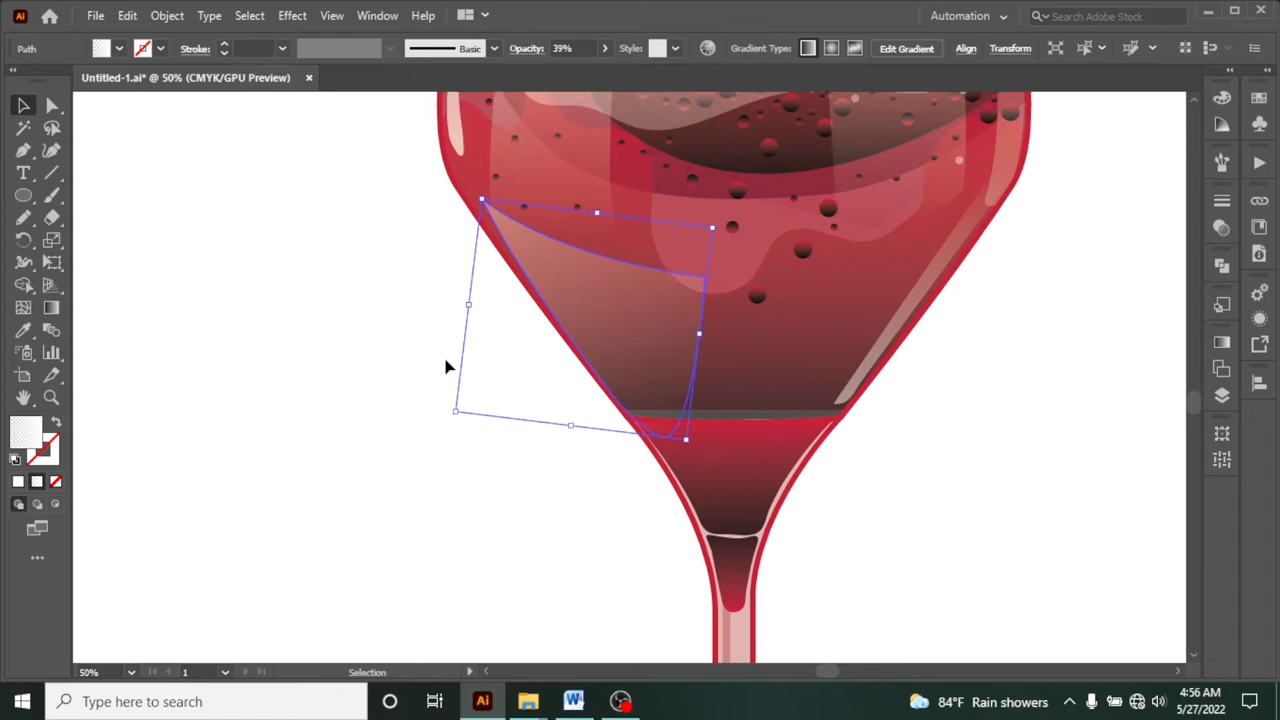 Ai File Edit Object Type Select Effect View Window Help Automation Search Adobe Stock
Path Stroke: Basic Opacity: 39% Style: Gradient Type: Edit Gradient Align Transform
Untitled-1.ai* @ 50% (CMYK/GPU Preview)
T
50% 1 Selection
Type here to search Ai W 84°F Rain showers 4:56 AM
5/27/2022